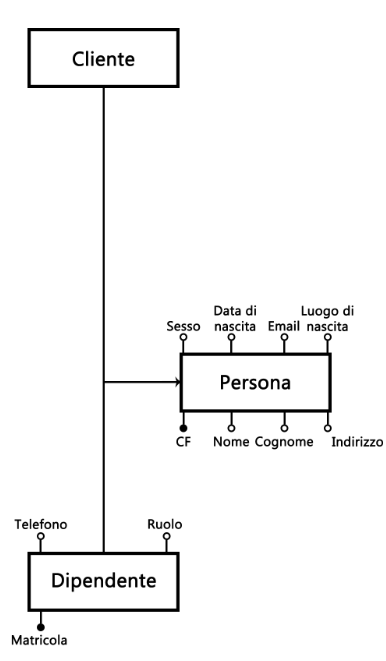 Cliente
Data di
nascita
Luogo di
nascita
Sesso
Email
Persona
CF
Nome
Cognome
Indirizzo
Telefono
Ruolo
Dipendente
Matricola